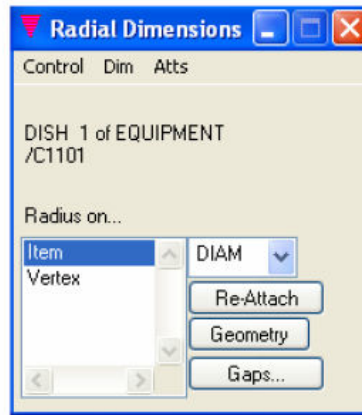 Radial Dimensions
Control Dim Atts
DISH 1 of EQUIPMENT
/C1101
Radius on...
Item
Vertex
DIAM
Re-Attach
Geometry
Gaps...